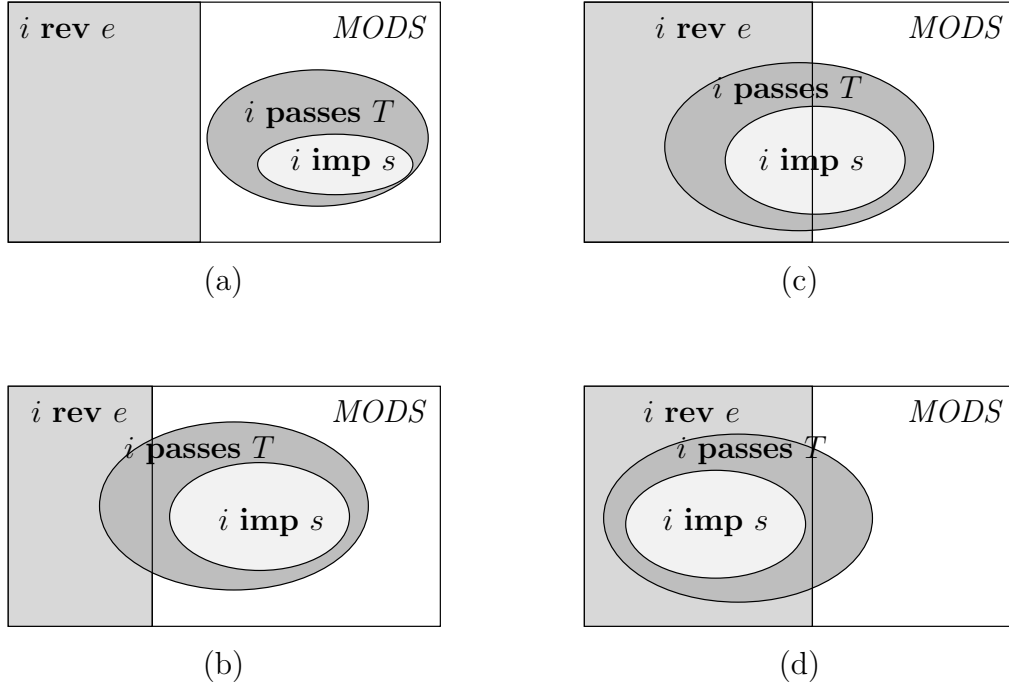 i rev e
MODS
i passes T
i imp s
(a)
i rev e
MODS
i passes T
i imp s
(c)
i rev e
MODS
i passes T
i imp s
(b)
i rev e
MODS
i passes T
i imp s
(d)